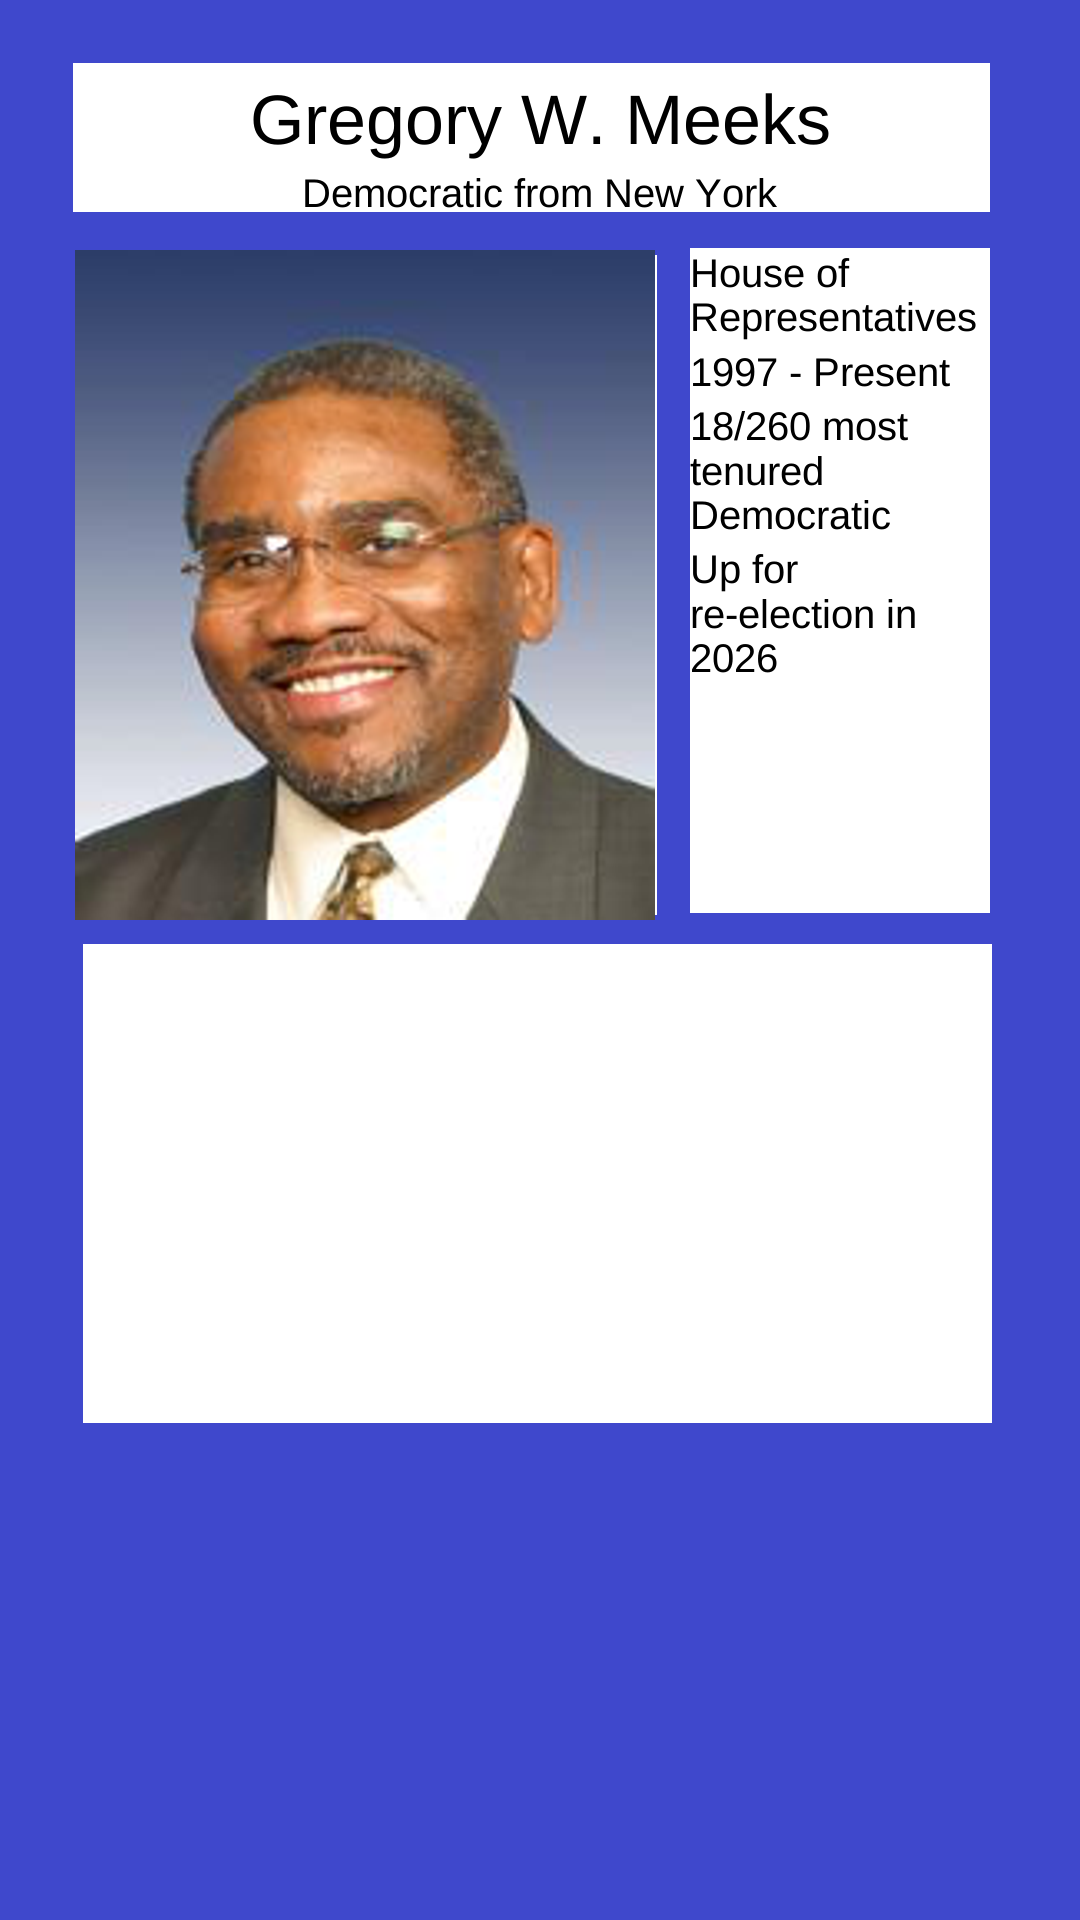 Gregory W. Meeks
Democratic from New York
House of
Representatives
1997 - Present
18/260 most
tenured
Democratic
Up for
re-election in
2026